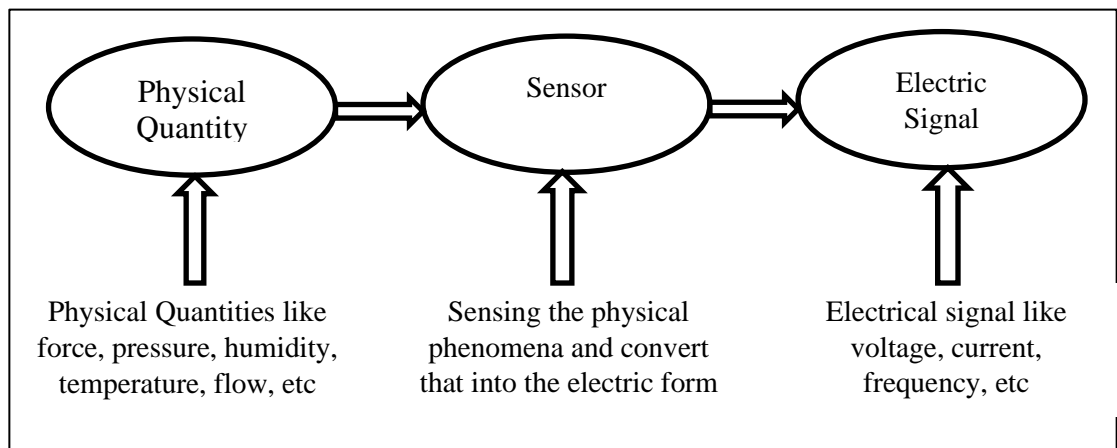 Physical
Quantity
Sensor
Electric
Signal
Physical Quantities like
force, pressure, humidity,
temperature, flow, etc
Sensing the physical
phenomena and convert
that into the electric form
Electrical signal like
voltage, current,
frequency, etc